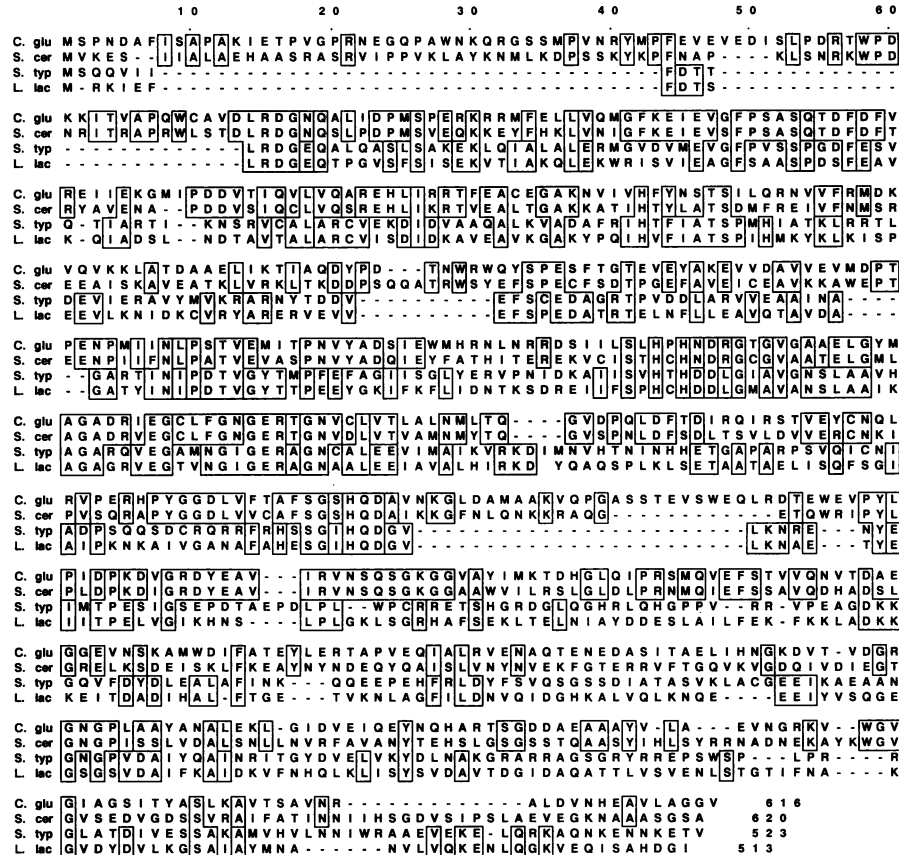 10 20 30 40 50 60
C. glu MSPNDAFISAPAKIETPVGPRNEGQPAWNKQRGSSMPVNRYMPFEVEVEDISLPDRTWPD
S. cer MVKES-IIALAEHAASRASRVIPPVKLAYKNMLKDPSSKYKPFNAP----KLSNRKWPD
S. typ MSQQVII------------------------------------FDTT-------------
L. lac M-RKIEF------------------------------------FDTS-------------
C. glu KKITVAPQWCAVDLRDGNQALIDPMSPERKRRMFELLVQMGFKEIEVGFPSASQTDFDFV
S. cer NRITRAPRWLSTDLRDGNQSLPDPMSVEQKKEYFHKLVNIGFKEIEVSFPSASQTDFDFT
S. typ -------------LRDGEQALQASLSAKEKLQIALALERMGVDVMEVGFPVSSPGDFESV
L. lac -------------LRDGEQTPGVSFSISEKVTIAKQLEKWRISVIEAGFSAASPDSFEAV
C. glu REIIEKGMIPDDVTIQVLVQAREHLIRRTFEACEGAKNVIVHFYNSTSILQRNVVFRMDK
S. cer RYAVENA-PDDVSIQCLVQSREHLIKRTVEALTGAKKATIHTYLATSDMFREIVFNMSR
S. typ Q-TIARTI-KNSRVCALARCVEKDIDVAAQALKVADAFRIHTFIATSPMHIATKLRRTL
L. lac K-QIADSL-NDTAVTALARCVISDIDKAVEAVKGAKYPQIHVFIATSPIHMKYKLKISP
C. glu VQVKKLATDAAELIKTIAQDYPD---TNWRWQYSPESFTGTEVEYAKEVVDAVVEVMDPT
S. cer EEAISKAVEATKLVRKLTKDDPSQQATRWSYEFSPECFSDTPGEFAVEICEAVKKAWEPT
S. typ DEVIERAVYMVKRARNYTDDV----------EFSCEDAGRTPVDDLARVVEAAINA----
L. lac EEVLKNIDKCVRYARERVEVV----------EFSPEDATRTELNFLLEAVQTAVDA----
C. glu PENPMIINLPSTVEMITPNVYADSIEWMHRNLNRRDSIILSLHPHNDRGTGVGAAELGYM
S. cer EENPIIFNLPATVEVASPNVYADQIEYFATHITEREKVCISTHCHNDRGCGVAATELGML
S. typ --GARTINIPDTVGYTMPFEFAGIISGLYERVPNIDKAIISVHTHDDLGIAVGNSLAAVH
L. lac --GATYINIPDTVGYTTPEEYGKIFKFLIDNTKSDREIIFSPHCHDDLGMAVANSLAAIK
C. glu AGADRIEGCLFGNGERTGNVCLVTLALNMLTQ----GVDPQLDFTDIRQIRSTVEYCNQL
S. cer AGADRVEGCLFGNGERTGNVDLVTVAMNMYTQ----GVSPNLDFSDLTSVLDVVERCNKI
S. typ AGARQVEGAMNGIGERAGNCALEEVIMAIKVRKDIMNVHTNINHHETGAPARPSVQICNI
L. lac AGAGRVEGTVNGIGERAGNAALEEIAVALHIRKD YQAQSPLKLSETAATAELISQFSGI
C. glu RVPERHPYGGDLVFTAFSGSHQDAVNKGLDAMAAKVQPGASSTEVSWEQLRDTEWEVPYL
S. cer PVSQRAPYGGDLVVCAFSGSHQDAIKKGFNLQNKKRAQG-----------ETQWRIPYL
S. typ ADPSQQSDCRQRRFRHSSGIHQDGV------------------------LKNRE---NYE
L. lac AIPKNKAIVGANAFAHESGIHQDGV------------------------LKNAE---TYE
C. glu PIDPKDVGRDYEAV---IRVNSQSGKGGVAYIMKTDHGLQIPRSMQVEFSTVVQNVTDAE
S. cer PLDPKDIGRDYEAV---IRVNSQSGKGGAAWVILRSLGLDLPRNMQIEFSSAVQDHADSL
S. typ IMTPESIGSEPDTAEPDLPL--WPCRRETSHGRDGLQGHRLQHGPPV--RR-VPEAGDKK
L. lac IITPELVGIKHNS----LPLGKLSGRHAFSEKLTELNIAYDDESLAILFEK-FKKLADKK
C. glu GGEVNSKAMWDIFATEYLERTAPVEQIALRVENAQTENEDASITAELIHNGKDVT-VDGR
S. cer GRELKSDEISKLFKEAYNYNDEQYQAISLVNYNVEKFGTERRVFTGQVKVGDQIVDIEGT
S. typ GQVFDYDLEALAFINK---QQEEPEHFRLDYFSVQSGSSDIATASVKLACGEEIKAEAAN
L. lac KEITDADIHAL-FTGE---TVKNLAGFILDNVQIDGHKALVQLKNQE---EEIYVSQGE
C. glu GNGPLAAYANALEKL-GIDVEIQEYNQHARTSGDDAEAAAYV-LA---EVNGRKV--WGV
S. cer GNGPISSLVDALSNLLNVRFAVANYTEHSLGSGSSTQAASYIHLSYRRNADNEKAYKWGV
S. typ GNGPVDAIYQAINRITGYDVELVKYDLNAKGRARRAGSGRYRREPSWSP---LPR----R
L. lac GSGSVDAIFKAIDKVFNHQLKLISYSVDAVTDGIDAQATTLVSVENLSTGTIFNA----K
C. glu GIAGSITYASLKAVTSAVNR-------------ALDVNHEAVLAGGV 616
S. cer GVSEDVGDSSVRAIFATINNIIHSGDVSIPSLAEVEGKNAAASGSA 620
S. typ GLATDIVESSAKAMVHVLNNIWRAAEVEKE-LQRKAQNKENNKETV 523
L. lac GVDYDVLKGSAIAYMNA-----NVLVQKENLQGKVEQISAHDGI 513